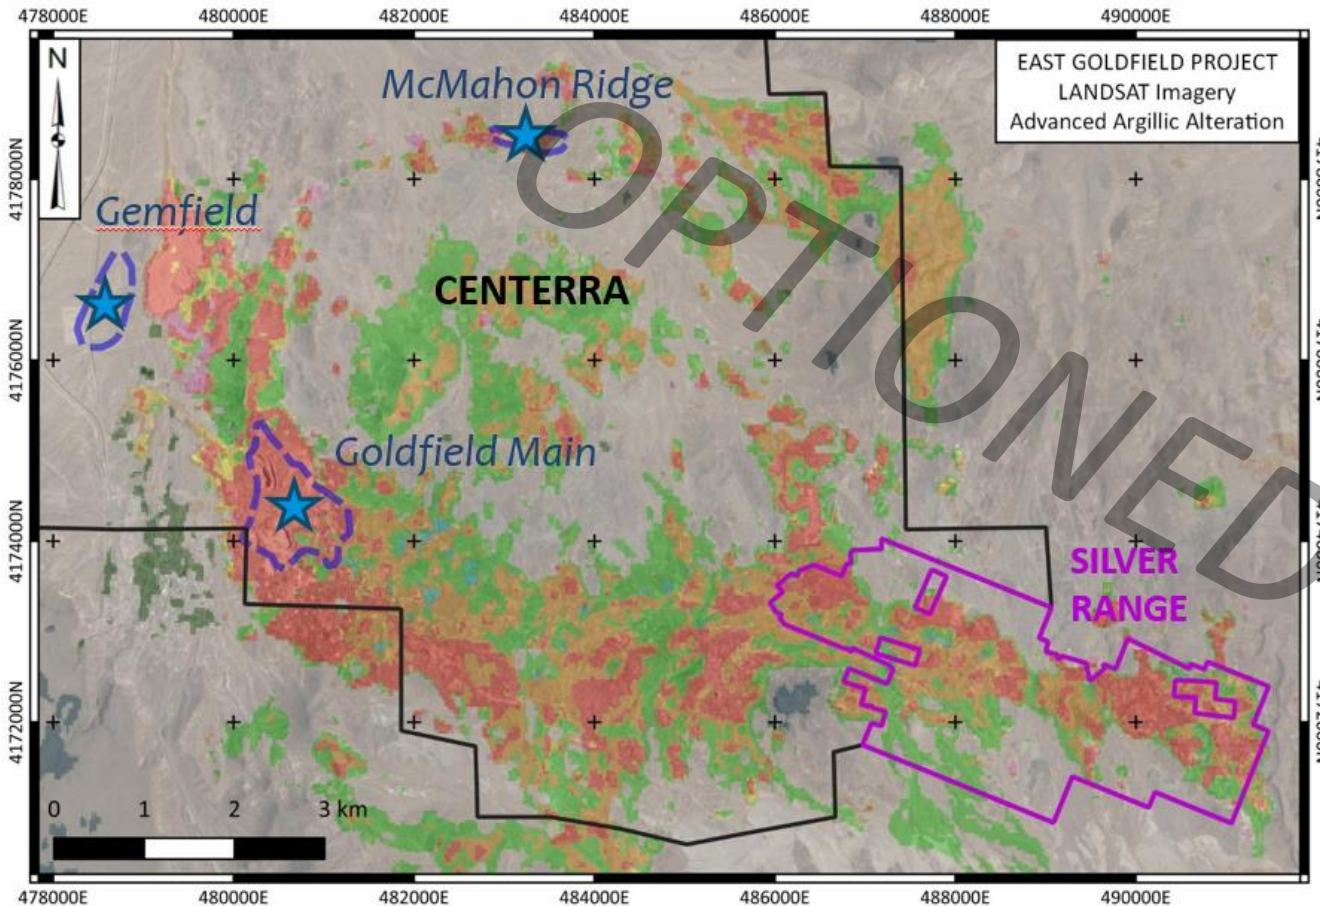 478000E 480000E 482000E 484000E 486000E 488000E 490000E
N
EAST GOLDFIELD PROJECT
LANDSAT Imagery
Advanced Argillic Alteration
McMahon Ridge
4178000N
Gemfield
OPTIONED
CENTERRA
4176000N
Goldfield Main
4174000N
SILVER
RANGE
4172000N
0 1 2 3 km
478000E 480000E 482000E 484000E 486000E 488000E 490000E